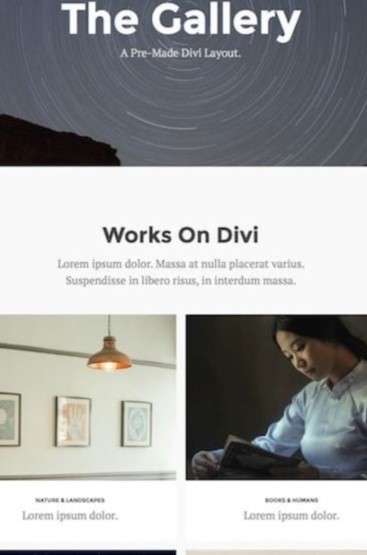 The Gallery
A Pre-Made Divi Layout.
Works On Divi
Lorem ipsum dolor. Massa at nulla placerat varius.
Suspendisse in libero risus, in interdum massa.
NATURE & LANDSCAPES
Lorem ipsum dolor.
BOOKS & HUMANS
Lorem ipsum dolor.